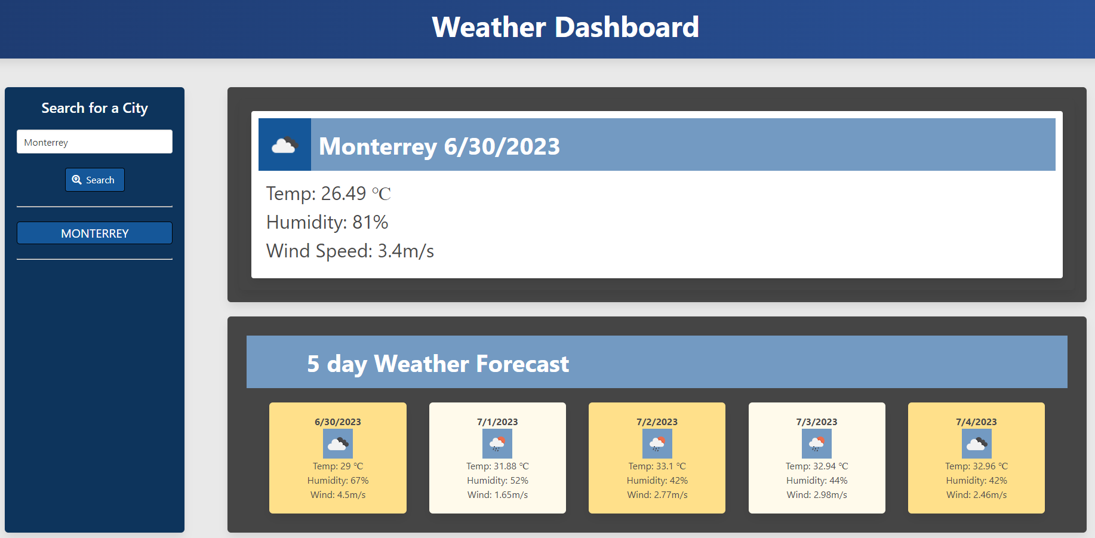 Weather Dashboard
Search for a City
Monterrey
Search
MONTERREY
Monterrey 6/30/2023
Temp: 26.49 ℃
Humidity: 81%
Wind Speed: 3.4m/s
5 day Weather Forecast
6/30/2023
Temp: 29 ℃
Humidity: 67%
Wind: 4.5m/s
7/1/2023
Temp: 31.88 ℃
Humidity: 52%
Wind: 1.65m/s
7/2/2023
Temp: 33.1 ℃
Humidity: 42%
Wind: 2.77m/s
7/3/2023
Temp: 32.94 ℃
Humidity: 44%
Wind: 2.98m/s
7/4/2023
Temp: 32.96 ℃
Humidity: 42%
Wind: 2.46m/s